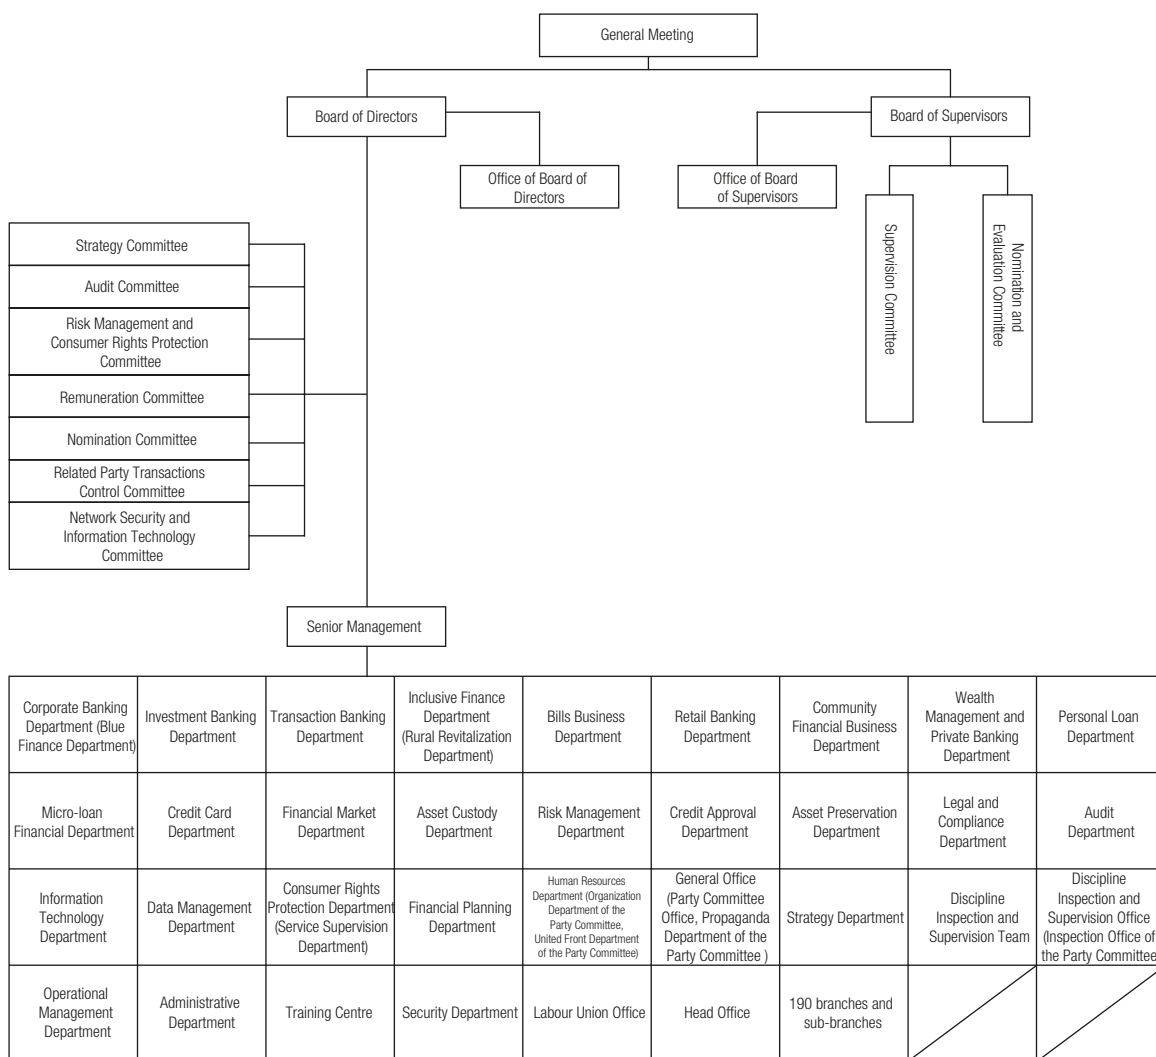 General Meeting
Board of Directors
Board of Supervisors
Office of Board of
Directors
Office of Board
of Supervisors
Supervision Committee
Nomination and
Evaluation Committee
Strategy Committee
Audit Committee
Risk Management and
Consumer Rights Protection
Committee
Remuneration Committee
Nomination Committee
Related Party Transactions
Control Committee
Network Security and
Information Technology
Committee
Senior Management
Corporate Banking
Department (Blue
Finance Department)
Investment Banking
Department
Transaction Banking
Department
Inclusive Finance
Department
(Rural Revitalization
Department)
Bills Business
Department
Retail Banking
Department
Community
Financial Business
Department
Wealth
Management and
Private Banking
Department
Personal Loan
Department
Micro-loan
Financial Department
Credit Card
Department
Financial Market
Department
Asset Custody
Department
Risk Management
Department
Credit Approval
Department
Asset Preservation
Department
Legal and
Compliance
Department
Audit
Department
Information
Technology
Department
Data Management
Department
Consumer Rights
Protection Department
(Service Supervision
Department)
Financial Planning
Department
Human Resources
Department (Organization
Department of the
Party Committee,
United Front Department
of the Party Committee)
General Office
(Party Committee
Office, Propaganda
Department of the
Party Committee )
Strategy Department
Discipline
Inspection and
Supervision Team
Discipline
Inspection and
Supervision Office
(Inspection Office of
the Party Committee
Operational
Management
Department
Administrative
Department
Training Centre
Security Department
Labour Union Office
Head Office
190 branches and
sub-branches